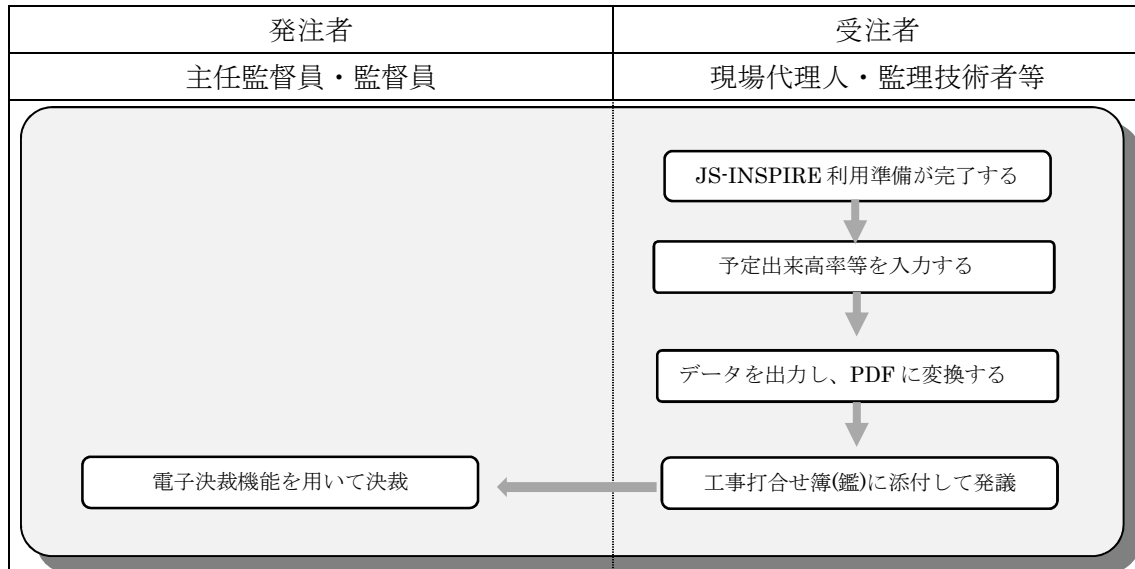 発注者
受注者
主任監督員・監督員
現場代理人・監理技術者等
JS-INSPIRE 利用準備が完了する
予定出来高率等を入力する
データを出力し、PDF に変換する
電子決裁機能を用いて決裁
工事打合せ簿(鑑)に添付して発議